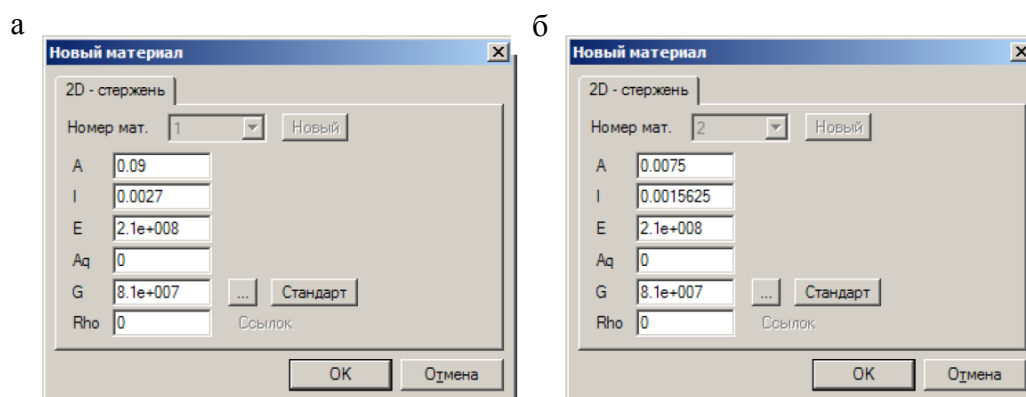 а
Новый материал
2D - стержень
Номер мат. 1 Новый
A 0.09
I 0.0027
E 2.1e+008
Aq 0
G 8.1e+007 ... Стандарт
Rho 0 Ссылок
OK Отмена
б
Новый материал
2D - стержень
Номер мат. 2 Новый
A 0.0075
I 0.0015625
E 2.1e+008
Aq 0
G 8.1e+007 ... Стандарт
Rho 0 Ссылок
OK Отмена